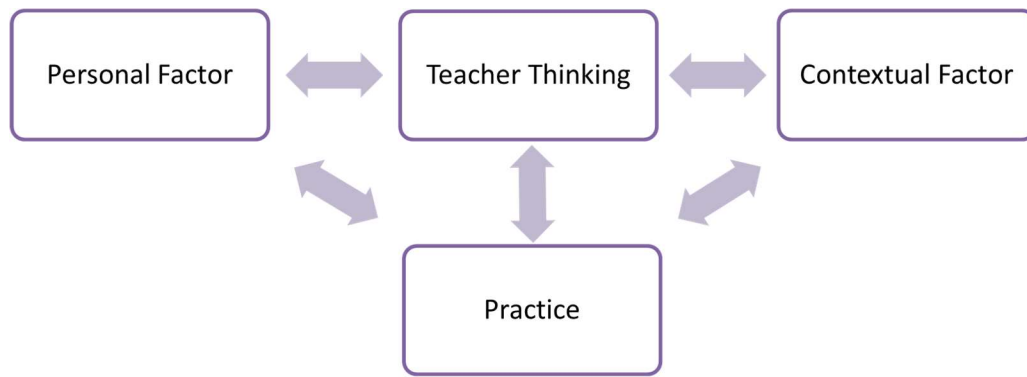 Personal Factor
Teacher Thinking
Contextual Factor
Practice